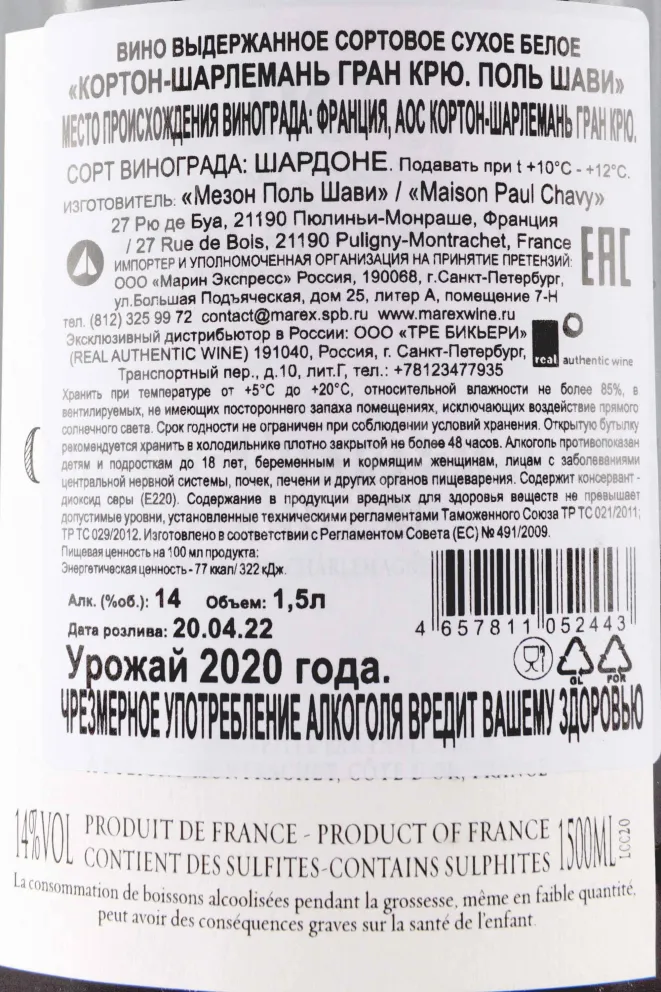 ВИНО ВЫДЕРЖАННОЕ СОРТОВОЕ СУХОЕ БЕЛОЕ
«КОРТОН-ШАРЛЕМАНЬ ГРАН КРЮ. ПОЛЬ ШАВИ»
МЕСТО ПРОИСХОЖДЕНИЯ ВИНОГРАДА: ФРАНЦИЯ, АОС КОРТОН-ШАРЛЕМАНЬ ГРАН КРЮ.
СОРТ ВИНОГРАДА: ШАРДОНЕ. Подавать при t +10°С - +12°С.
ИЗГОТОВИТЕЛЬ: «Мезон Поль Шави» / «Maison Paul Chavy»
27 Рю де Буа, 21190 Пюлиньи-Монраше, Франция
/ 27 Rue de Bois, 21190 Puligny-Montrachet, France
EAC
ИМПОРТЕР И УПОЛНОМОЧЕННАЯ ОРГАНИЗАЦИЯ НА ПРИНЯТИЕ ПРЕТЕНЗИЙ:
ООО «Марин Экспресс» Россия, 190068, г.Санкт-Петербург,
ул.Большая Подъяческая, дом 25, литер А, помещение 7-Н
тел. (812) 325 99 72 contact@marex.spb.ru www.marexwine.ru
Эксклюзивный дистрибьютор в России: ООО «ТРЕ БИКЬЕРИ»
(REAL AUTHENTIC WINE) 191040, Россия, г. Санкт-Петербург,
real authentic wine
Транспортный пер., д.10, лит.Г, тел.: +78123477935
Хранить при температуре от +5°С до +20°С, относительной влажности не более 85%, в
вентилируемых, не имеющих постороннего запаха помещениях, исключающих воздействие прямого
солнечного света. Срок годности не ограничен при соблюдении условий хранения. Открытую бутылку
рекомендуется хранить в холодильнике плотно закрытой не более 48 часов. Алкоголь противопоказан
детям и подросткам до 18 лет, беременным и кормящим женщинам, лицам с заболеваниями
центральной нервной системы, почек, печени и других органов пищеварения. Содержит консервант -
диоксид серы (Е220). Содержание в продукции вредных для здоровья веществ не превышает
допустимые уровни, установленные техническими регламентами Таможенного Союза ТР ТС 021/2011;
ТР ТС 029/2012. Изготовлено в соответствии с Регламентом Совета (ЕС) № 491/2009.
Пищевая ценность на 100 мл продукта:
Энергетическая ценность - 77 ккал/ 322 кДж.
Алк. (%об.): 14 Объем: 1,5л
Дата розлива: 20.04.22
4 657811 052443
Урожай 2020 года.
GL FOR
ЧРЕЗМЕРНОЕ УПОТРЕБЛЕНИЕ АЛКОГОЛЯ ВРЕДИТ ВАШЕМУ ЗДОРОВЬЮ
14%VOL PRODUIT DE FRANCE - PRODUCT OF FRANCE 1500ML LCC20
CONTIENT DES SULFITES-CONTAINS SULPHITES
La consommation de boissons alcoolisées pendant la grossesse, même en faible quantité,
peut avoir des conséquences graves sur la santé de l'enfant.